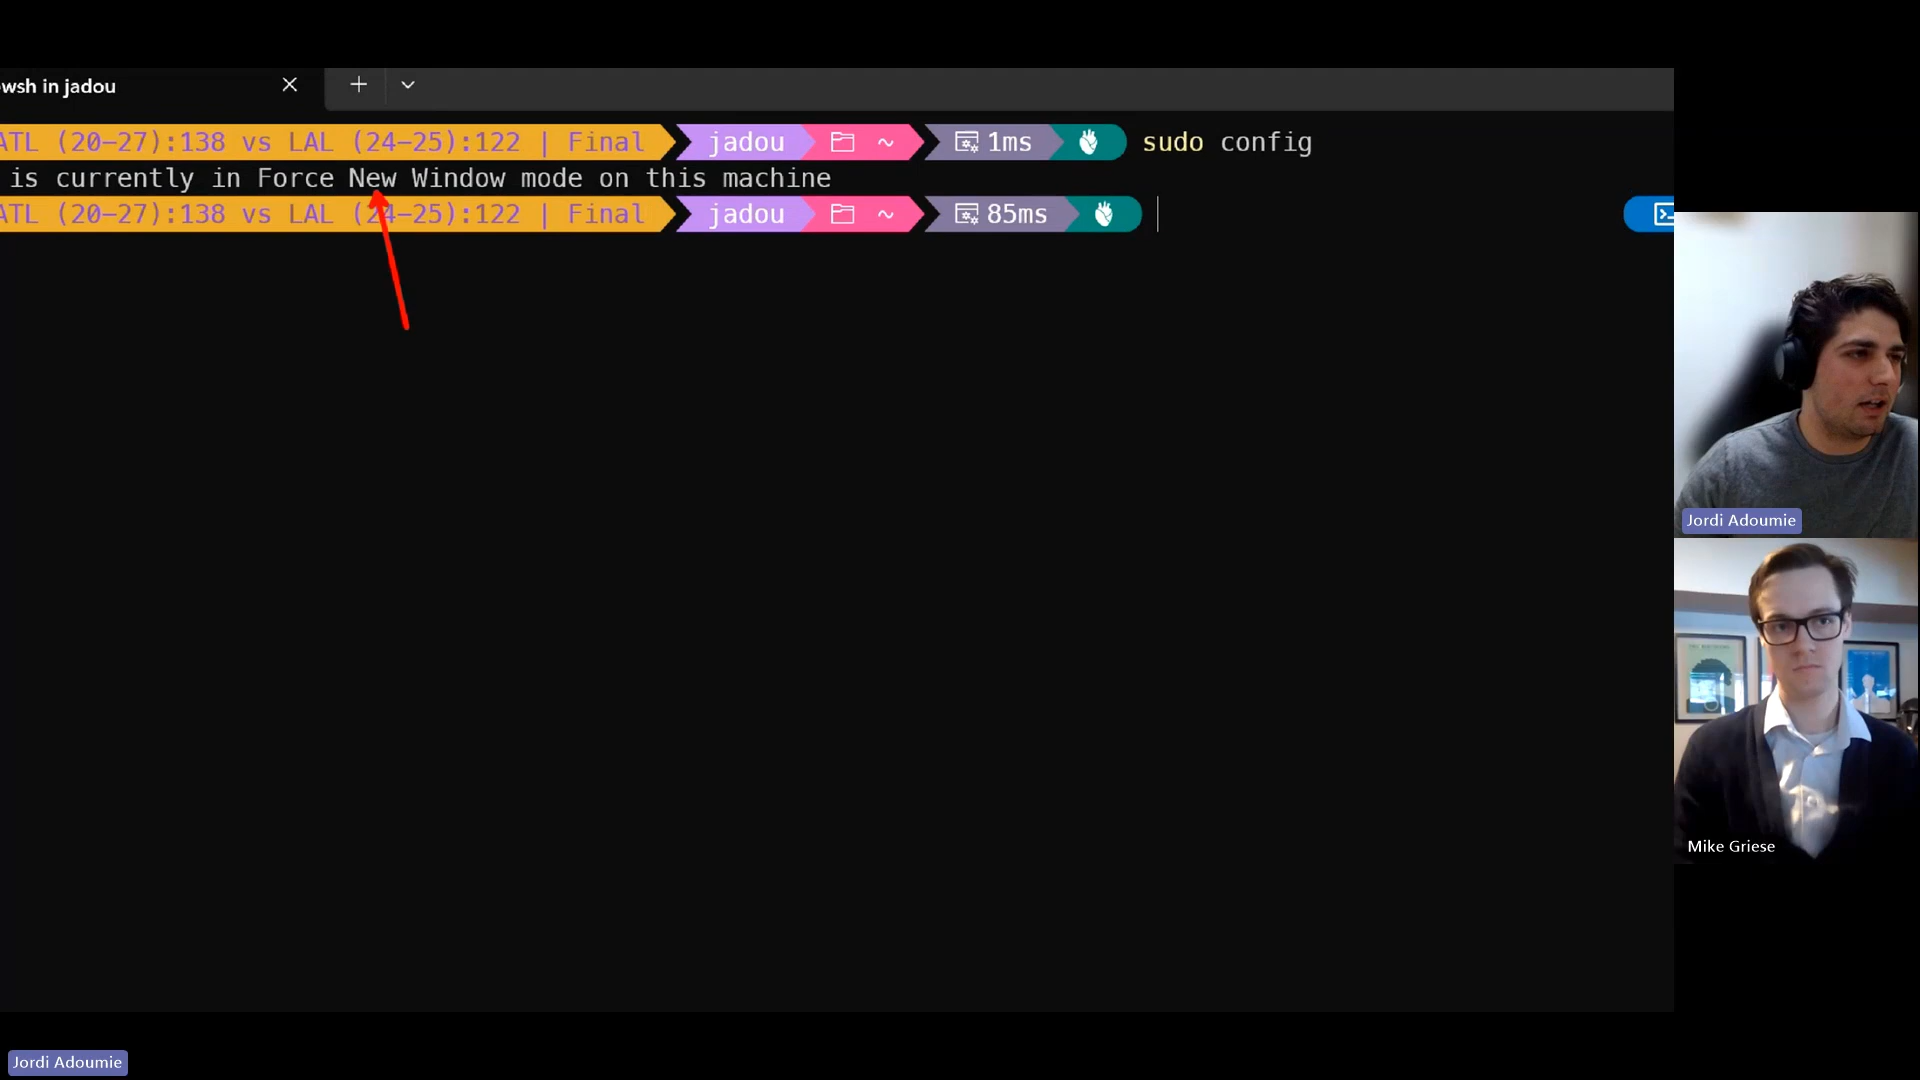 wsh in jadou
ATL (20-27):138 vs LAL (24-25):122 | Final jadou ~ 1ms sudo config
is currently in Force New Window mode on this machine
ATL (20-27):138 vs LAL (24-25):122 | Final jadou ~ 85ms
Jordi Adoumie
Mike Griese
Jordi Adoumie